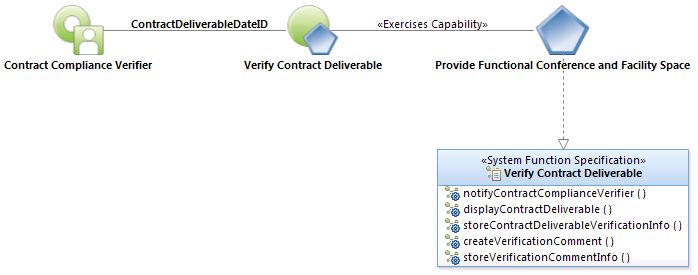 ContractDeliverableDateID
«Exercises Capability»
Contract Compliance Verifier
Verify Contract Deliverable
Provide Functional Conference and Facility Space
«System Function Specification»
Verify Contract Deliverable
notifyContractComplianceVerifier ( )
displayContractDeliverable ( )
storeContractDeliverableVerificationInfo ( )
createVerificationComment ( )
storeVerificationCommentInfo ( )